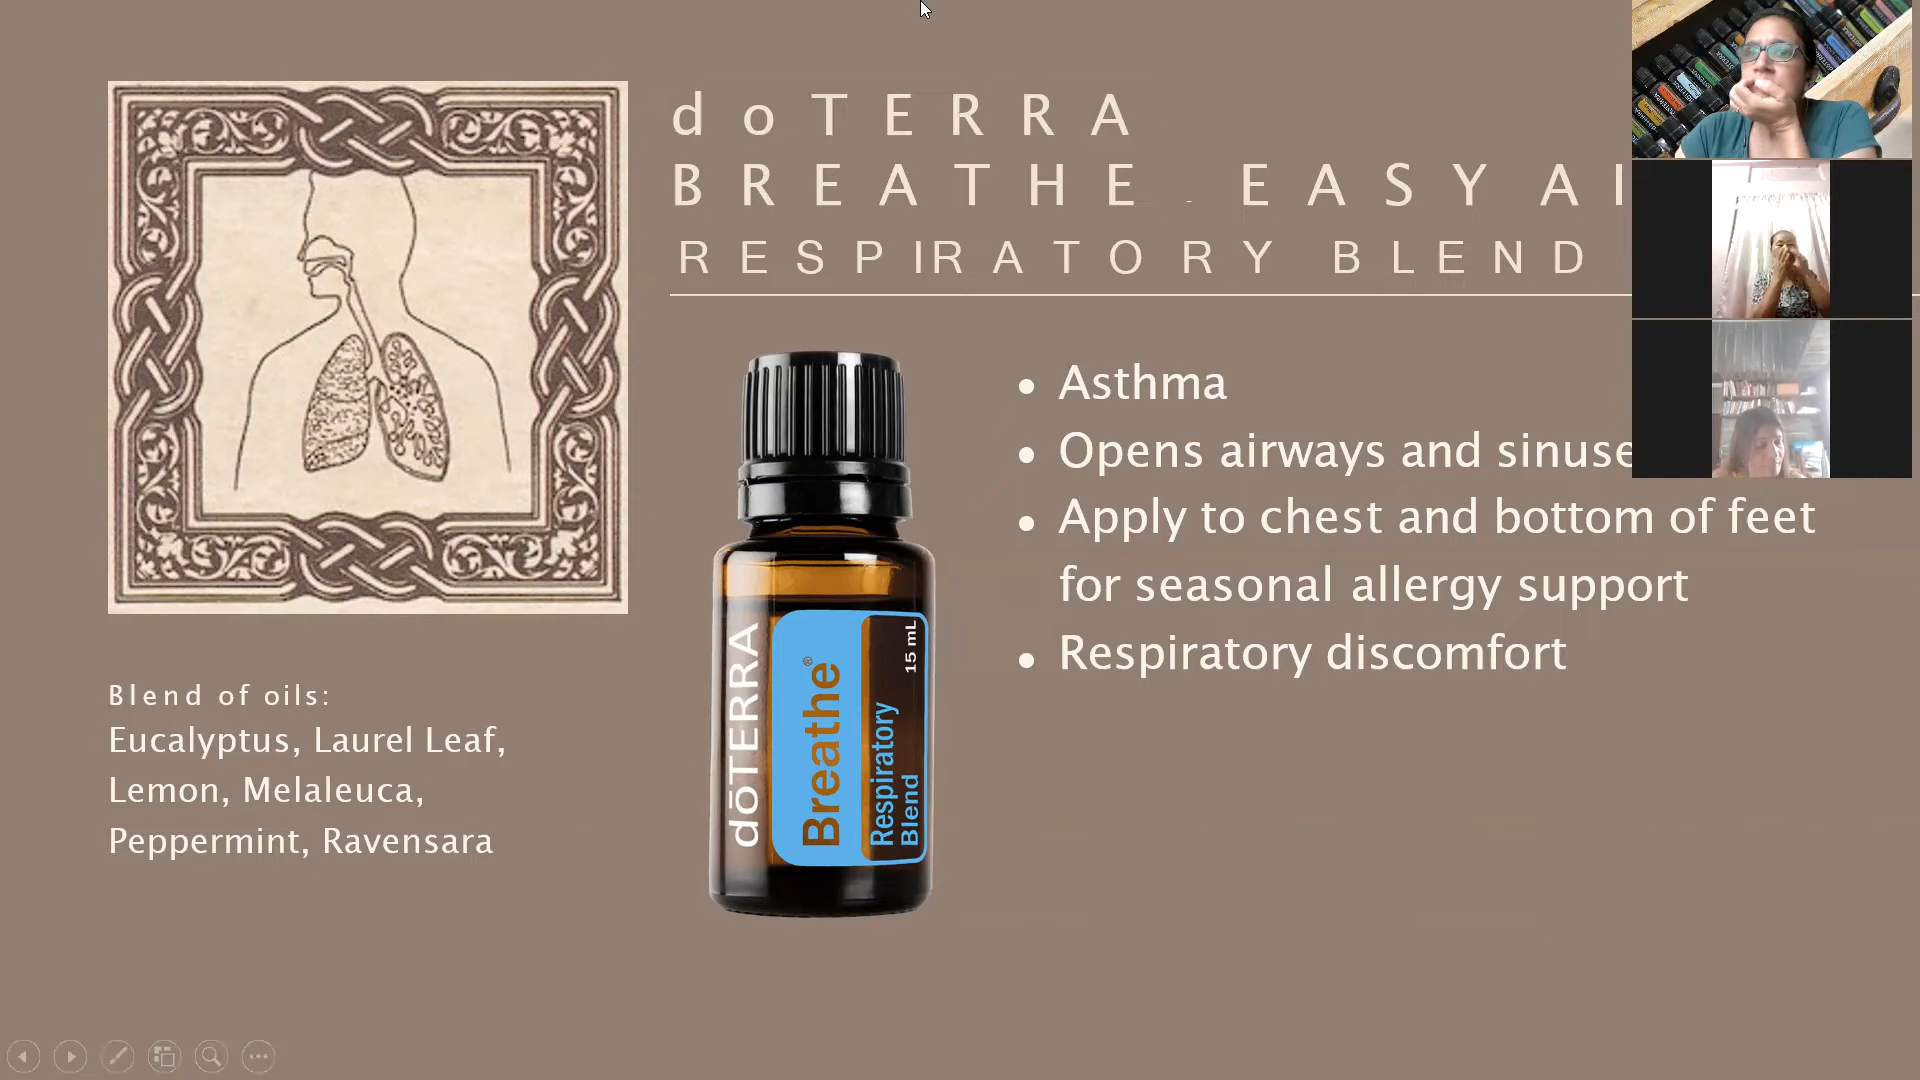 doTERRA
BREATHE . EASY AI
RESPIRATORY BLEND
• Asthma
• Opens airways and sinuse
• Apply to chest and bottom of feet
for seasonal allergy support
• Respiratory discomfort
dōTERRA
Breathe®
Respiratory
Blend
15 mL
Blend of oils:
Eucalyptus, Laurel Leaf,
Lemon, Melaleuca,
Peppermint, Ravensara